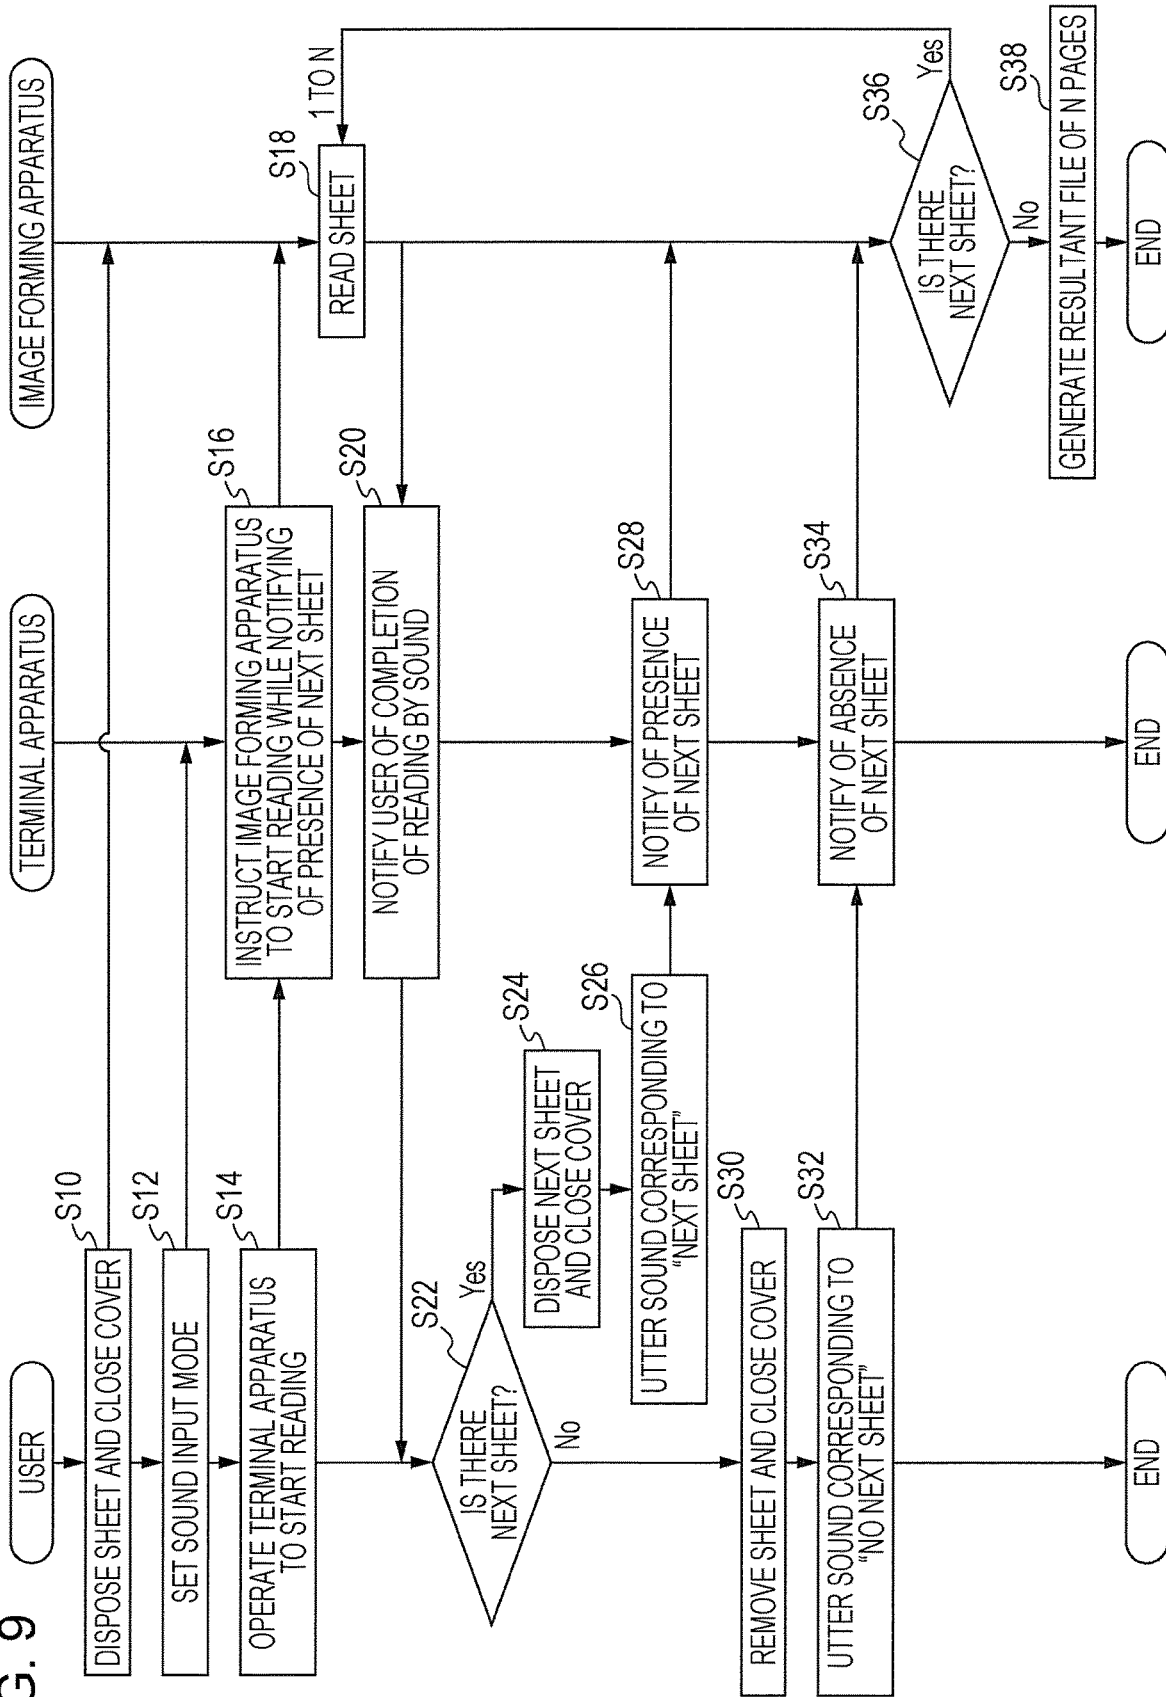 G. 9
USER
TERMINAL APPARATUS
IMAGE FORMING APPARATUS
S10
DISPOSE SHEET AND CLOSE COVER
S12
SET SOUND INPUT MODE
S14
OPERATE TERMINAL APPARATUS
TO START READING
S16
INSTRUCT IMAGE FORMING APPARATUS
TO START READING WHILE NOTIFYING
OF PRESENCE OF NEXT SHEET
S18
READ SHEET
1 TO N
S20
NOTIFY USER OF COMPLETION
OF READING BY SOUND
S22
IS THERE
NEXT SHEET?
Yes
No
S24
DISPOSE NEXT SHEET
AND CLOSE COVER
S26
UTTER SOUND CORRESPONDING TO
“NEXT SHEET”
S28
NOTIFY OF PRESENCE
OF NEXT SHEET
S30
REMOVE SHEET AND CLOSE COVER
S32
UTTER SOUND CORRESPONDING TO
“NO NEXT SHEET”
S34
NOTIFY OF ABSENCE
OF NEXT SHEET
S36
IS THERE
NEXT SHEET?
Yes
No
S38
GENERATE RESULTANT FILE OF N PAGES
END
END
END